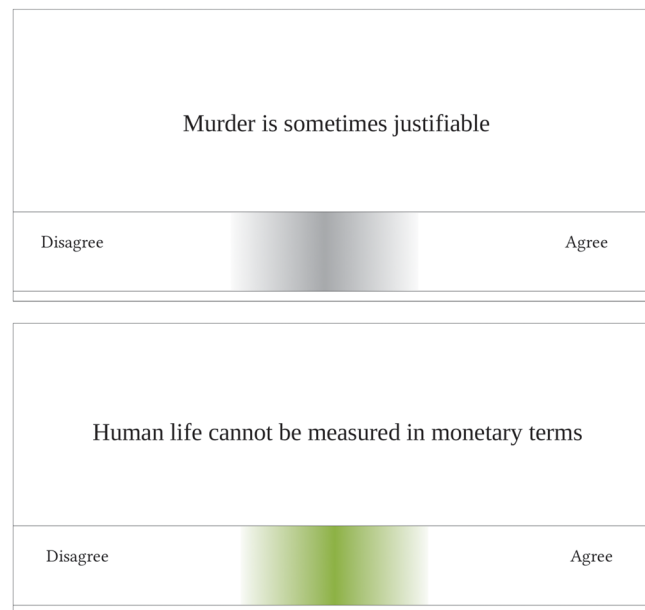 Murder is sometimes justifiable
Disagree Agree
Human life cannot be measured in monetary terms
Disagree Agree